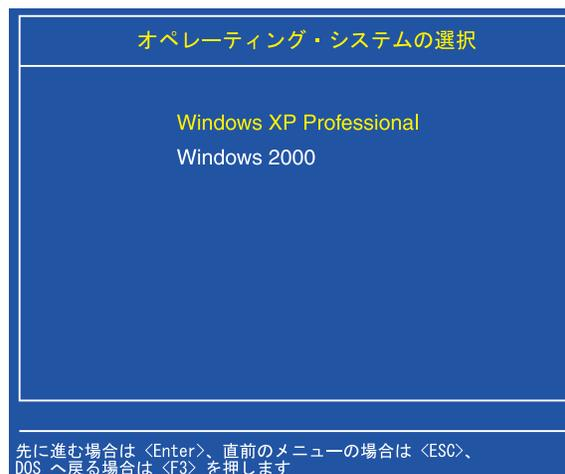 オペレーティング・システムの選択
Windows XP Professional
Windows 2000
先に進む場合は <Enter>、直前のメニューの場合は <ESC>、
DOS へ戻る場合は <F3> を押します